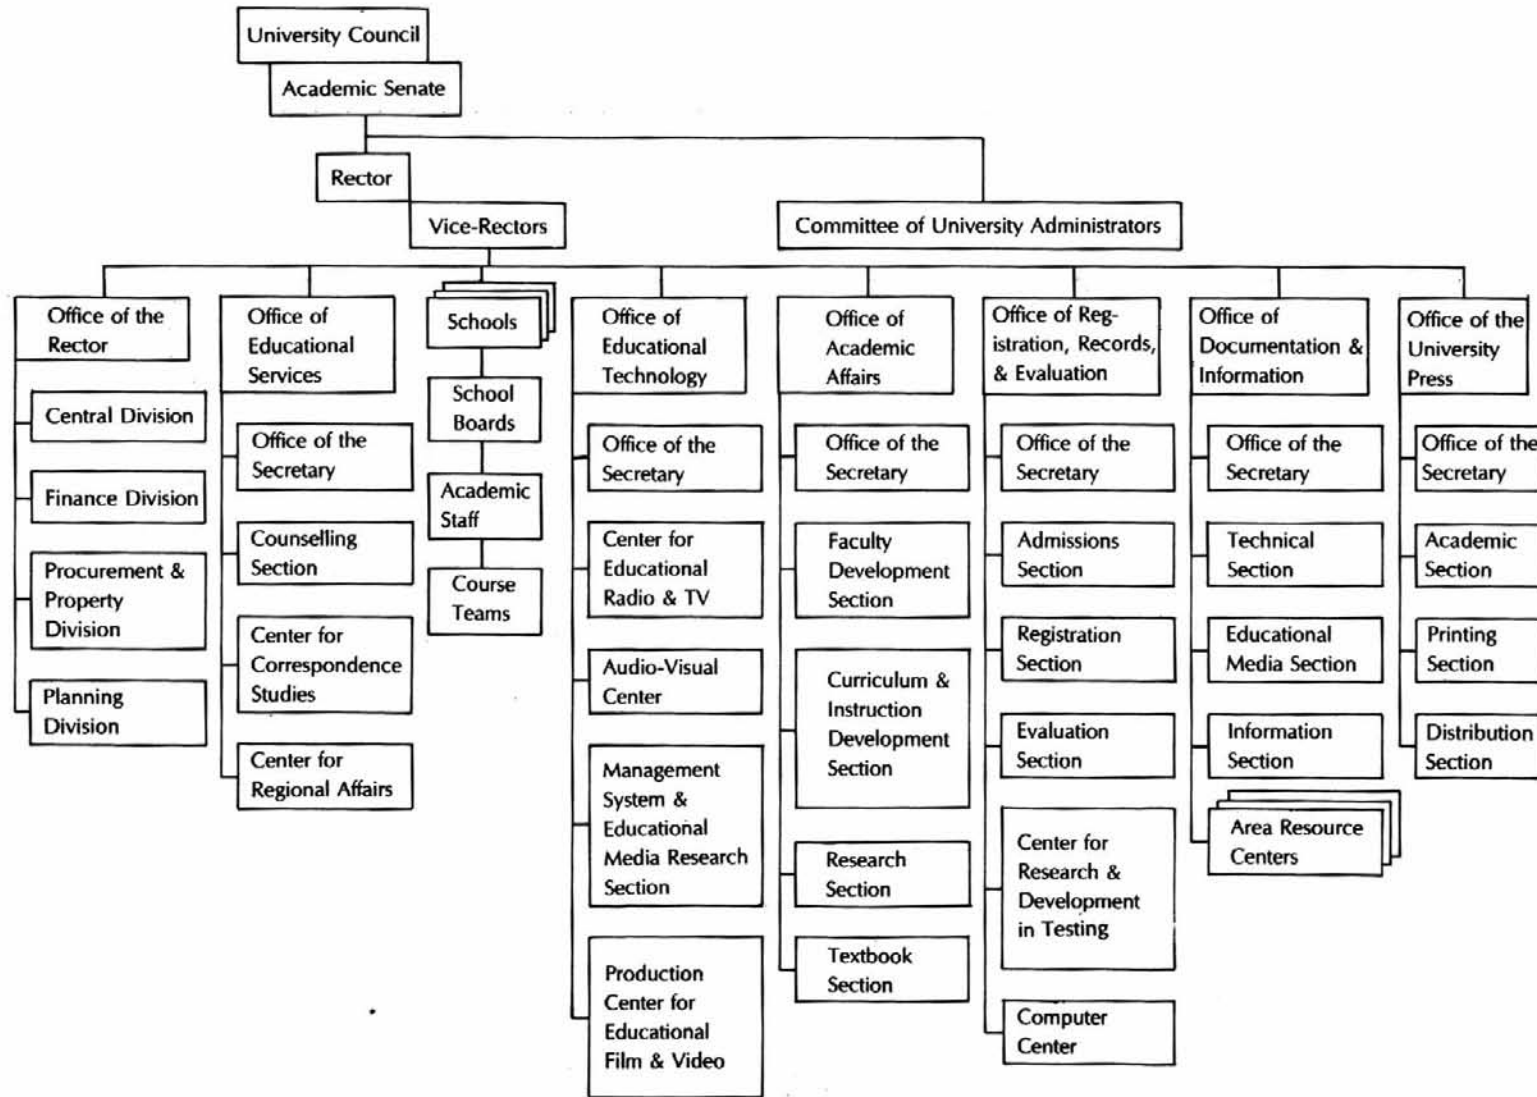 University Council
Academic Senate
Rector
Vice-Rectors
Committee of University Administrators
Office of the
Rector
Central Division
Finance Division
Procurement &
Property
Division
Planning
Division
Office of
Educational
Services
Office of the
Secretary
Counselling
Section
Center for
Correspondence
Studies
Center for
Regional Affairs
Schools
School
Boards
Academic
Staff
Course
Teams
Office of
Educational
Technology
Office of the
Secretary
Center for
Educational
Radio & TV
Audio-Visual
Center
Management
System &
Educational
Media Research
Section
Production
Center for
Educational
Film & Video
Office of
Academic
Affairs
Office of the
Secretary
Faculty
Development
Section
Curriculum &
Instruction
Development
Section
Research
Section
Textbook
Section
Office of Reg-
istration, Records,
& Evaluation
Office of the
Secretary
Admissions
Section
Registration
Section
Evaluation
Section
Center for
Research &
Development
in Testing
Computer
Center
Office of
Documentation &
Information
Office of the
Secretary
Technical
Section
Educational
Media Section
Information
Section
Area Resource
Centers
Office of the
University
Press
Office of the
Secretary
Academic
Section
Printing
Section
Distribution
Section